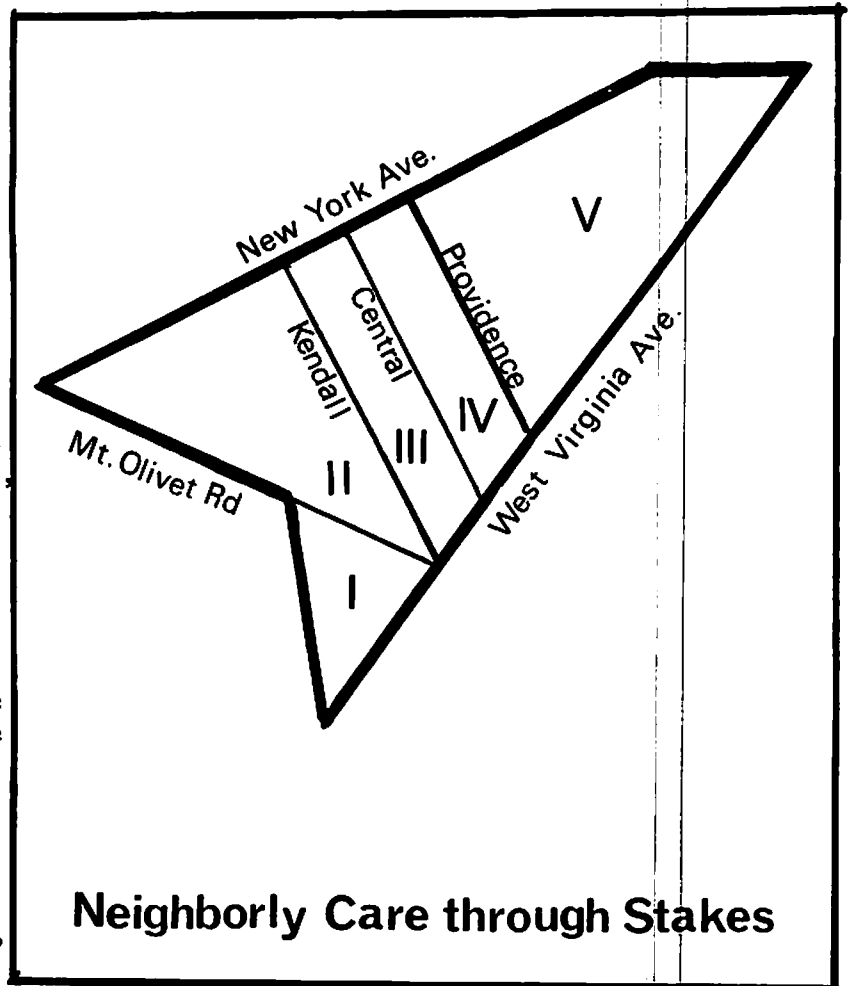 New York Ave.
V
Providence
Central
Kendall
IV
III
II
West Virginia Ave.
Mt. Olivet Rd
I
Neighborly Care through Stakes